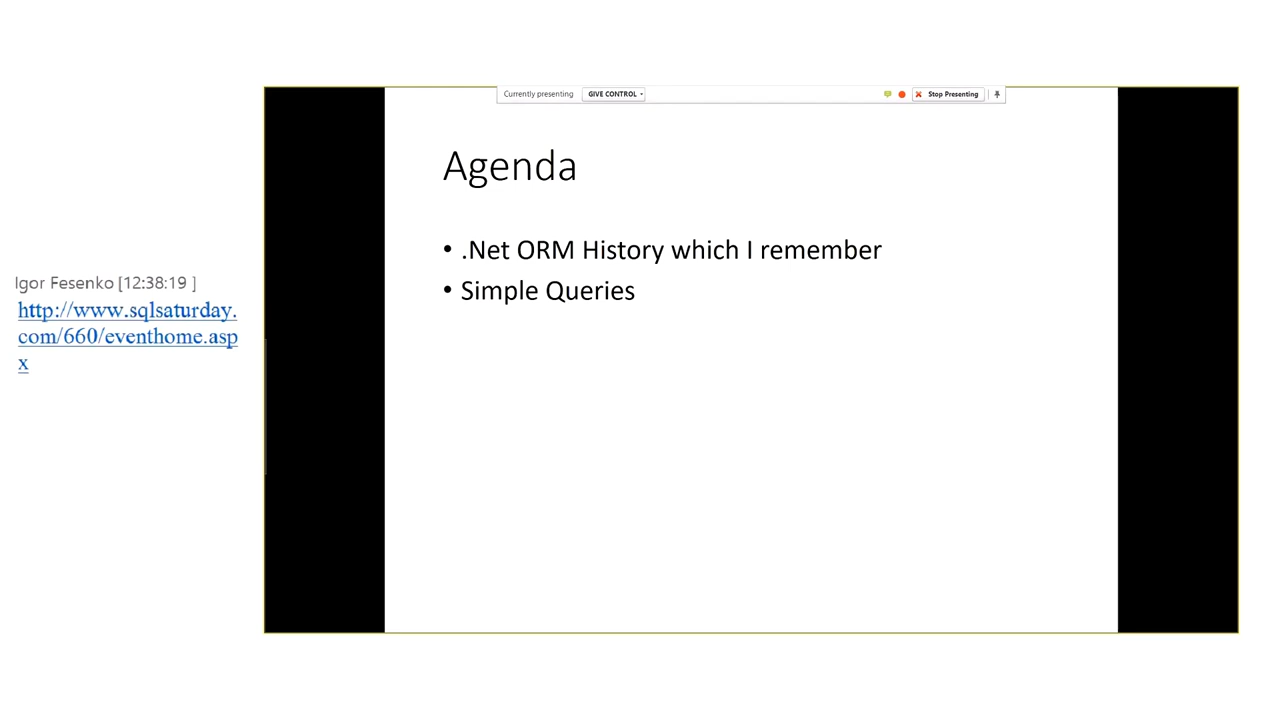 Currently presenting GIVE CONTROL Stop Presenting
Agenda
• .Net ORM History which I remember
• Simple Queries
Igor Fesenko [12:38:19 ]
http://www.sqlsaturday.
com/660/eventhome.asp
x